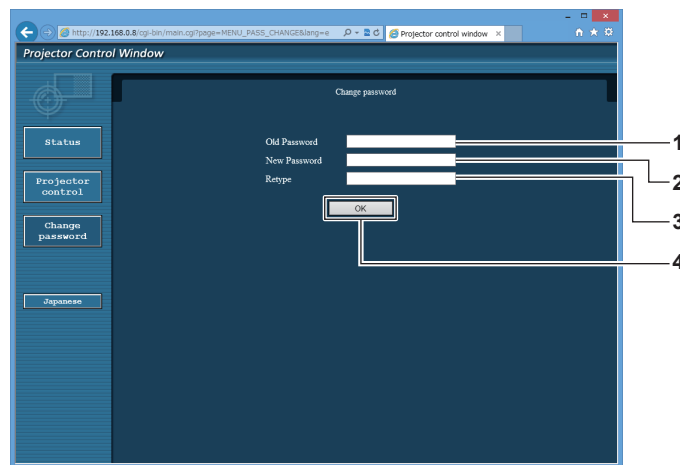 http://192.168.0.8/cgi-bin/main.cgi?page=MENU_PASS_CHANGE&lang=e
Projector control window
Projector Control Window
Change password
Status
Old Password
1
New Password
2
Projector
control
Retype
3
OK
Change
password
4
Japanese